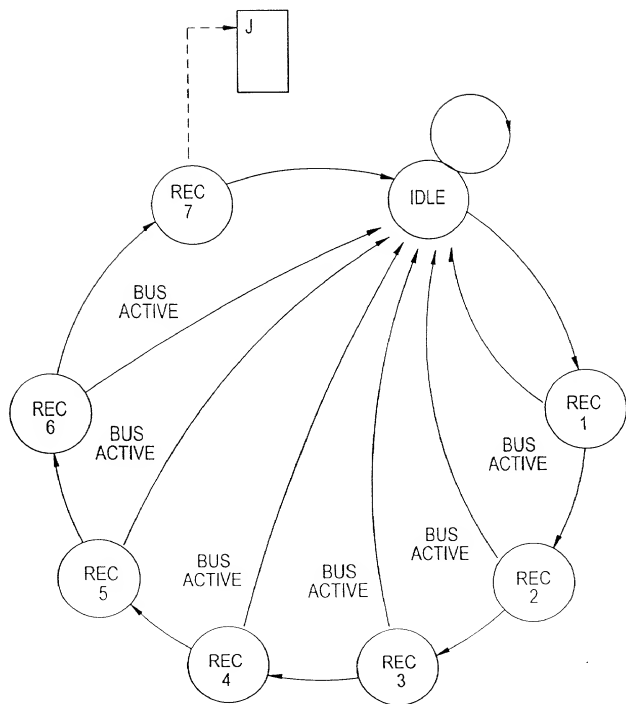 J
REC
7
IDLE
BUS
ACTIVE
REC
6
REC
1
BUS
ACTIVE
BUS
ACTIVE
BUS
ACTIVE
BUS
ACTIVE
BUS
ACTIVE
REC
5
REC
2
REC
4
REC
3